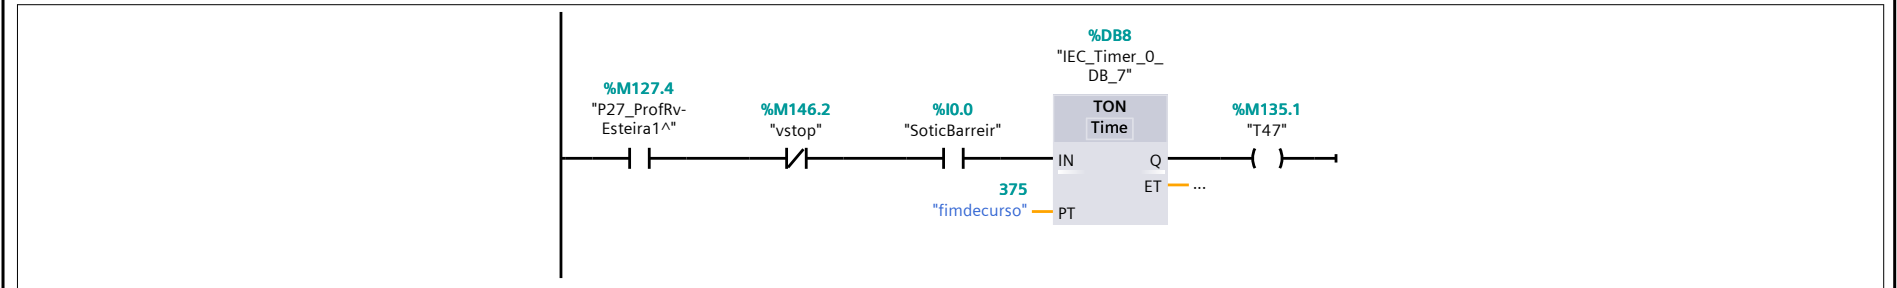 %DB8
"IEC_Timer_0_
DB_7"
%M127.4
"P27_ProfRv-
Esteira1^"
%M146.2
"vstop"
%I0.0
"SoticBarreir"
TON
Time
%M135.1
"T47"
IN
Q
375
"fimdecurso"
ET
...
PT